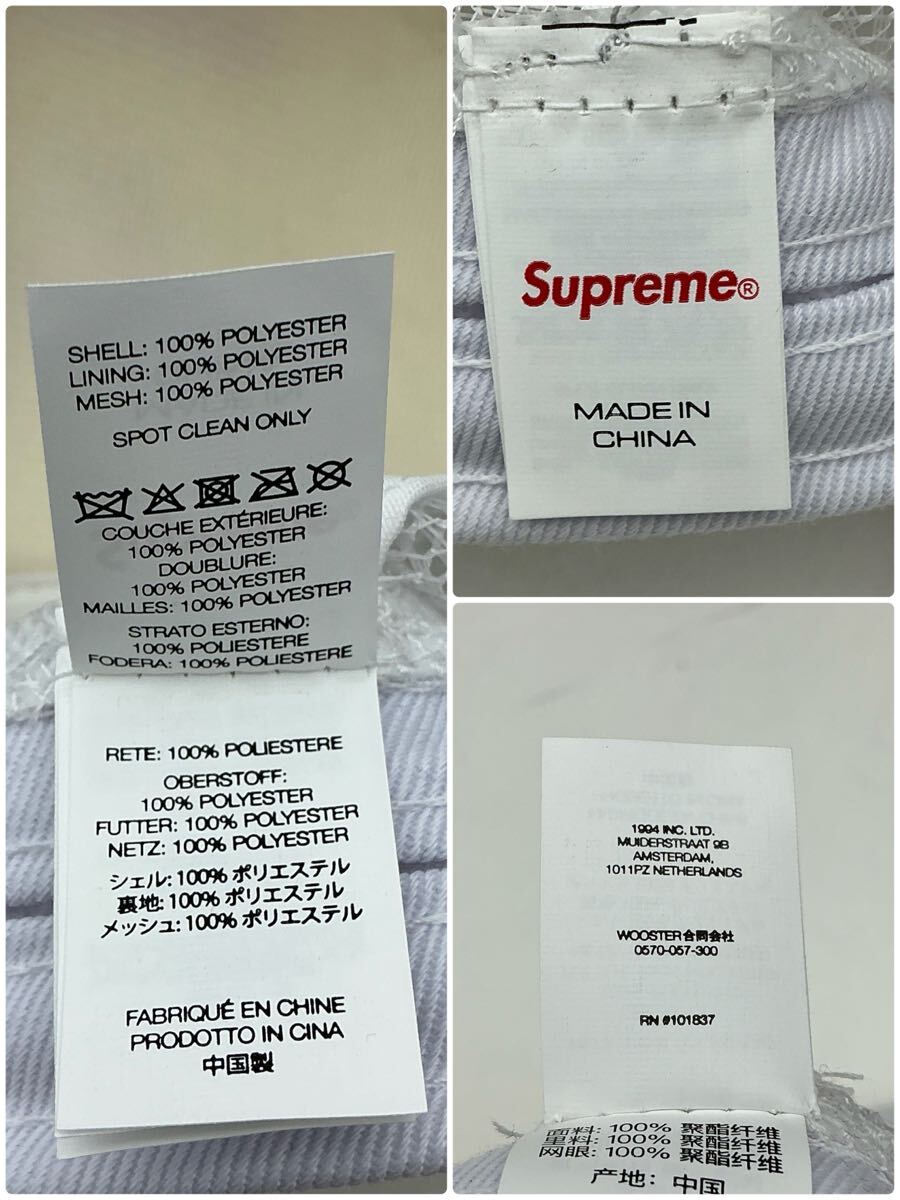 SHELL: 100% POLYESTER
LINING: 100% POLYESTER
MESH: 100% POLYESTER
SPOT CLEAN ONLY
COUCHE EXTÉRIEURE:
100% POLYESTER
DOUBLURE:
100% POLYESTER
MAILLES: 100% POLYESTER
STRATO ESTERNO:
100% POLIESTERE
FODERA: 100% POLIESTERE
RETE: 100% POLIESTERE
OBERSTOFF:
100% POLYESTER
FUTTER: 100% POLYESTER
NETZ: 100% POLYESTER
シェル: 100% ポリエステル
裏地: 100% ポリエステル
メッシュ: 100% ポリエステル
FABRIQUÉ EN CHINE
PRODOTTO IN CINA
中国製
Supreme®
MADE IN
CHINA
1994 INC. LTD.
MUIDERSTRAAT 9B
AMSTERDAM,
1011PZ NETHERLANDS
WOOSTER合同会社
0570-057-300
RN #101837
面料: 100% 聚酯纤维
里料: 100% 聚酯纤维
网眼: 100% 聚酯纤维
产地: 中国